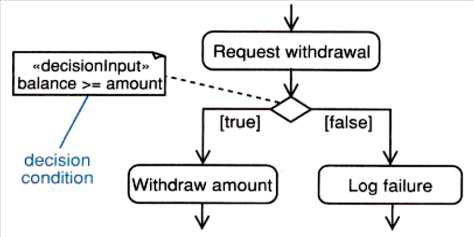 Request withdrawal
«decisionInput»
balance >= amount
[true]
[false]
decision
condition
Withdraw amount
Log failure